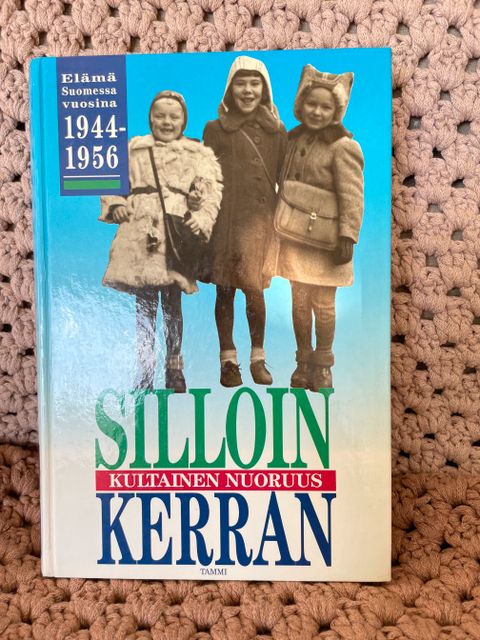 Elämä
Suomessa
vuosina
1944-
1956
SILLOIN
KULTAINEN NUORUUS
KERRAN
TAMMI